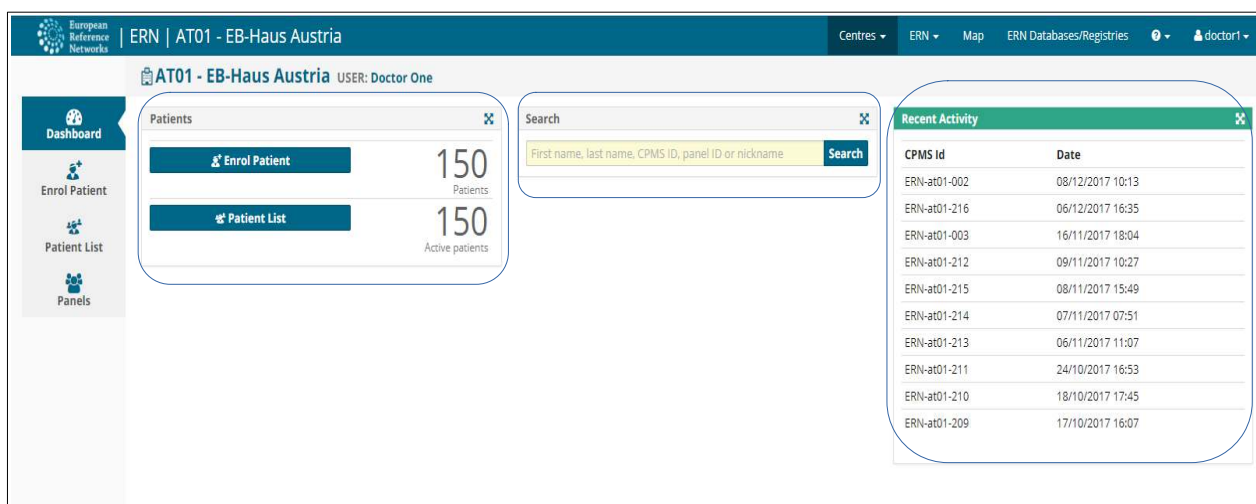 European
Reference
Networks
| ERN | AT01 - EB-Haus Austria
Centres
ERN
Map
ERN Databases/Registries
doctor1
AT01 - EB-Haus Austria USER: Doctor One
Dashboard
Enrol Patient
Patient List
Panels
Patients
Enrol Patient
150
Patients
Patient List
150
Active patients
Search
First name, last name, CPMS ID, panel ID or nickname
Search
Recent Activity
CPMS Id Date
ERN-at01-002 08/12/2017 10:13
ERN-at01-216 06/12/2017 16:35
ERN-at01-003 16/11/2017 18:04
ERN-at01-212 09/11/2017 10:27
ERN-at01-215 08/11/2017 15:49
ERN-at01-214 07/11/2017 07:51
ERN-at01-213 06/11/2017 11:07
ERN-at01-211 24/10/2017 16:53
ERN-at01-210 18/10/2017 17:45
ERN-at01-209 17/10/2017 16:07